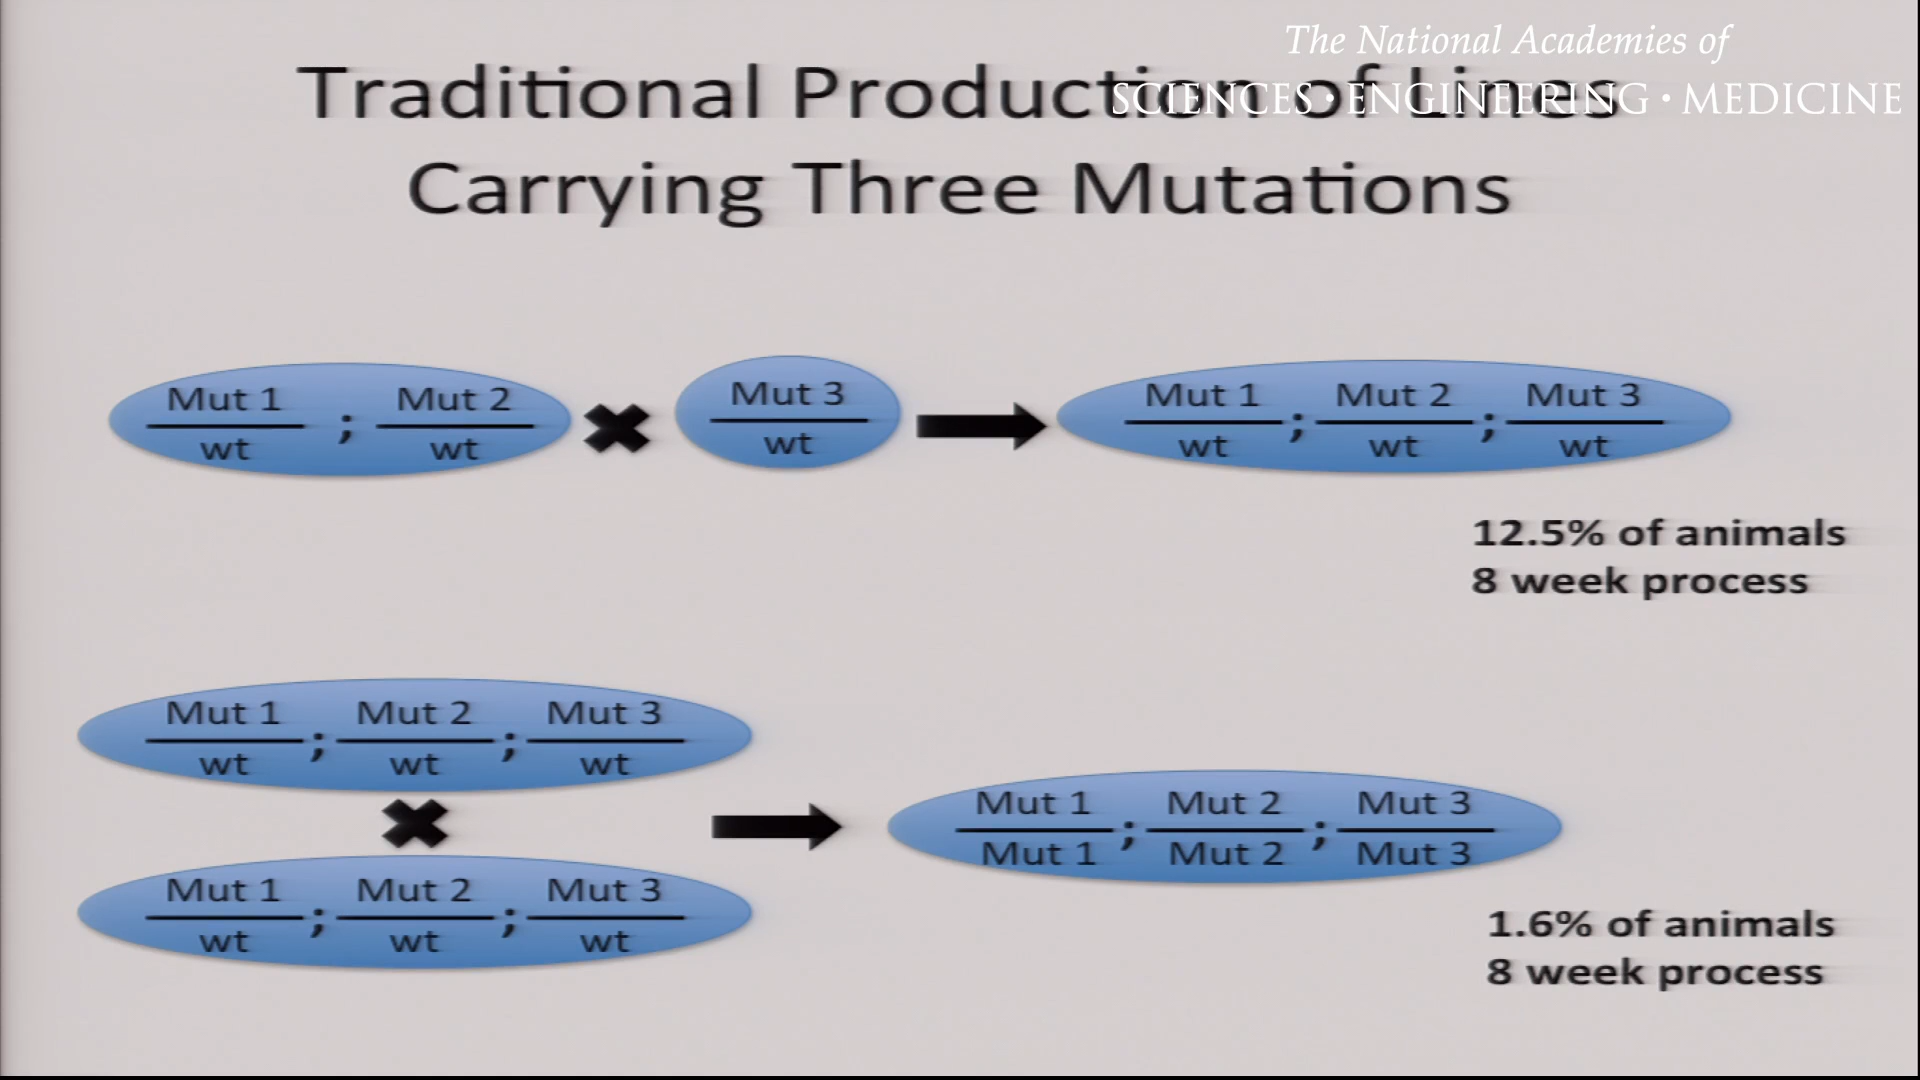 The National Academies of
SCIENCES • ENGINEERING • MEDICINE
Traditional Production of Lines
Carrying Three Mutations
Mut 1 ; Mut 2
wt wt
Mut 3
wt
Mut 1 ; Mut 2 ; Mut 3
wt wt wt
12.5% of animals
8 week process
Mut 1 ; Mut 2 ; Mut 3
wt wt wt
Mut 1 ; Mut 2 ; Mut 3
Mut 1 Mut 2 Mut 3
Mut 1 ; Mut 2 ; Mut 3
wt wt wt
1.6% of animals
8 week process